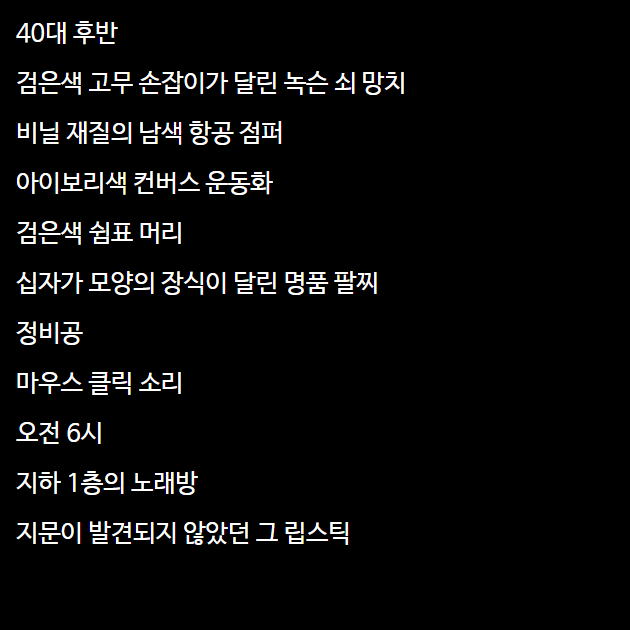 40대 후반
검은색 고무 손잡이가 달린 녹슨 쇠 망치
비닐 재질의 남색 항공 점퍼
아이보리색 컨버스 운동화
검은색 쉼표 머리
십자가 모양의 장식이 달린 명품 팔찌
정비공
마우스 클릭 소리
오전 6시
지하 1층의 노래방
지문이 발견되지 않았던 그 립스틱